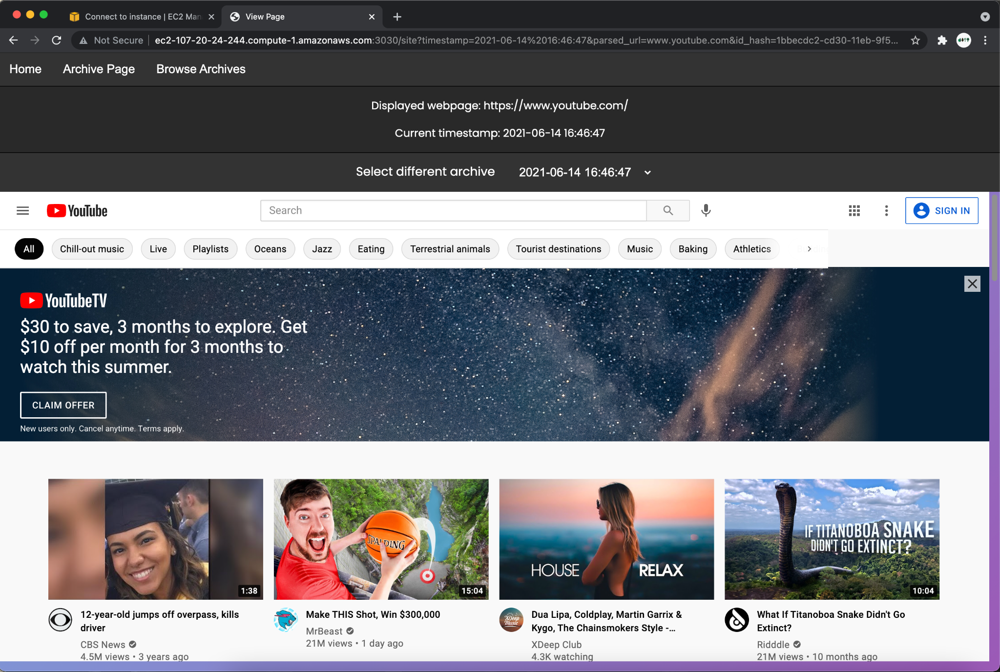 Connect to instance | EC2 Man
View Page
Not Secure
ec2-107-20-24-244.compute-1.amazonaws.com:3030/site?timestamp=2021-06-14%2016:46:47&parsed_url=www.youtube.com&id_hash=1bbecdc2-cd30-11eb-9f5...
Home
Archive Page
Browse Archives
Displayed webpage: https://www.youtube.com/
Current timestamp: 2021-06-14 16:46:47
Select different archive
2021-06-14 16:46:47
YouTube
Search
SIGN IN
All
Chill-out music
Live
Playlists
Oceans
Jazz
Eating
Terrestrial animals
Tourist destinations
Music
Baking
Athletics
YouTubeTV
$30 to save, 3 months to explore. Get
$10 off per month for 3 months to
watch this summer.
CLAIM OFFER
New users only. Cancel anytime. Terms apply.
1:38
SPALDING
15:04
HOUSE RELAX
IF TITANOBOA SNAKE
DIDN'T GO EXTINCT?
10:04
12-year-old jumps off overpass, kills
driver
CBS News
4.5M views • 3 years ago
Make THIS Shot, Win $300,000
MrBeast
21M views • 1 day ago
XDeep
Music
Dua Lipa, Coldplay, Martin Garrix &
Kygo, The Chainsmokers Style -...
XDeep Club
4.3K watching
What If Titanoboa Snake Didn't Go
Extinct?
Ridddle
21M views • 10 months ago